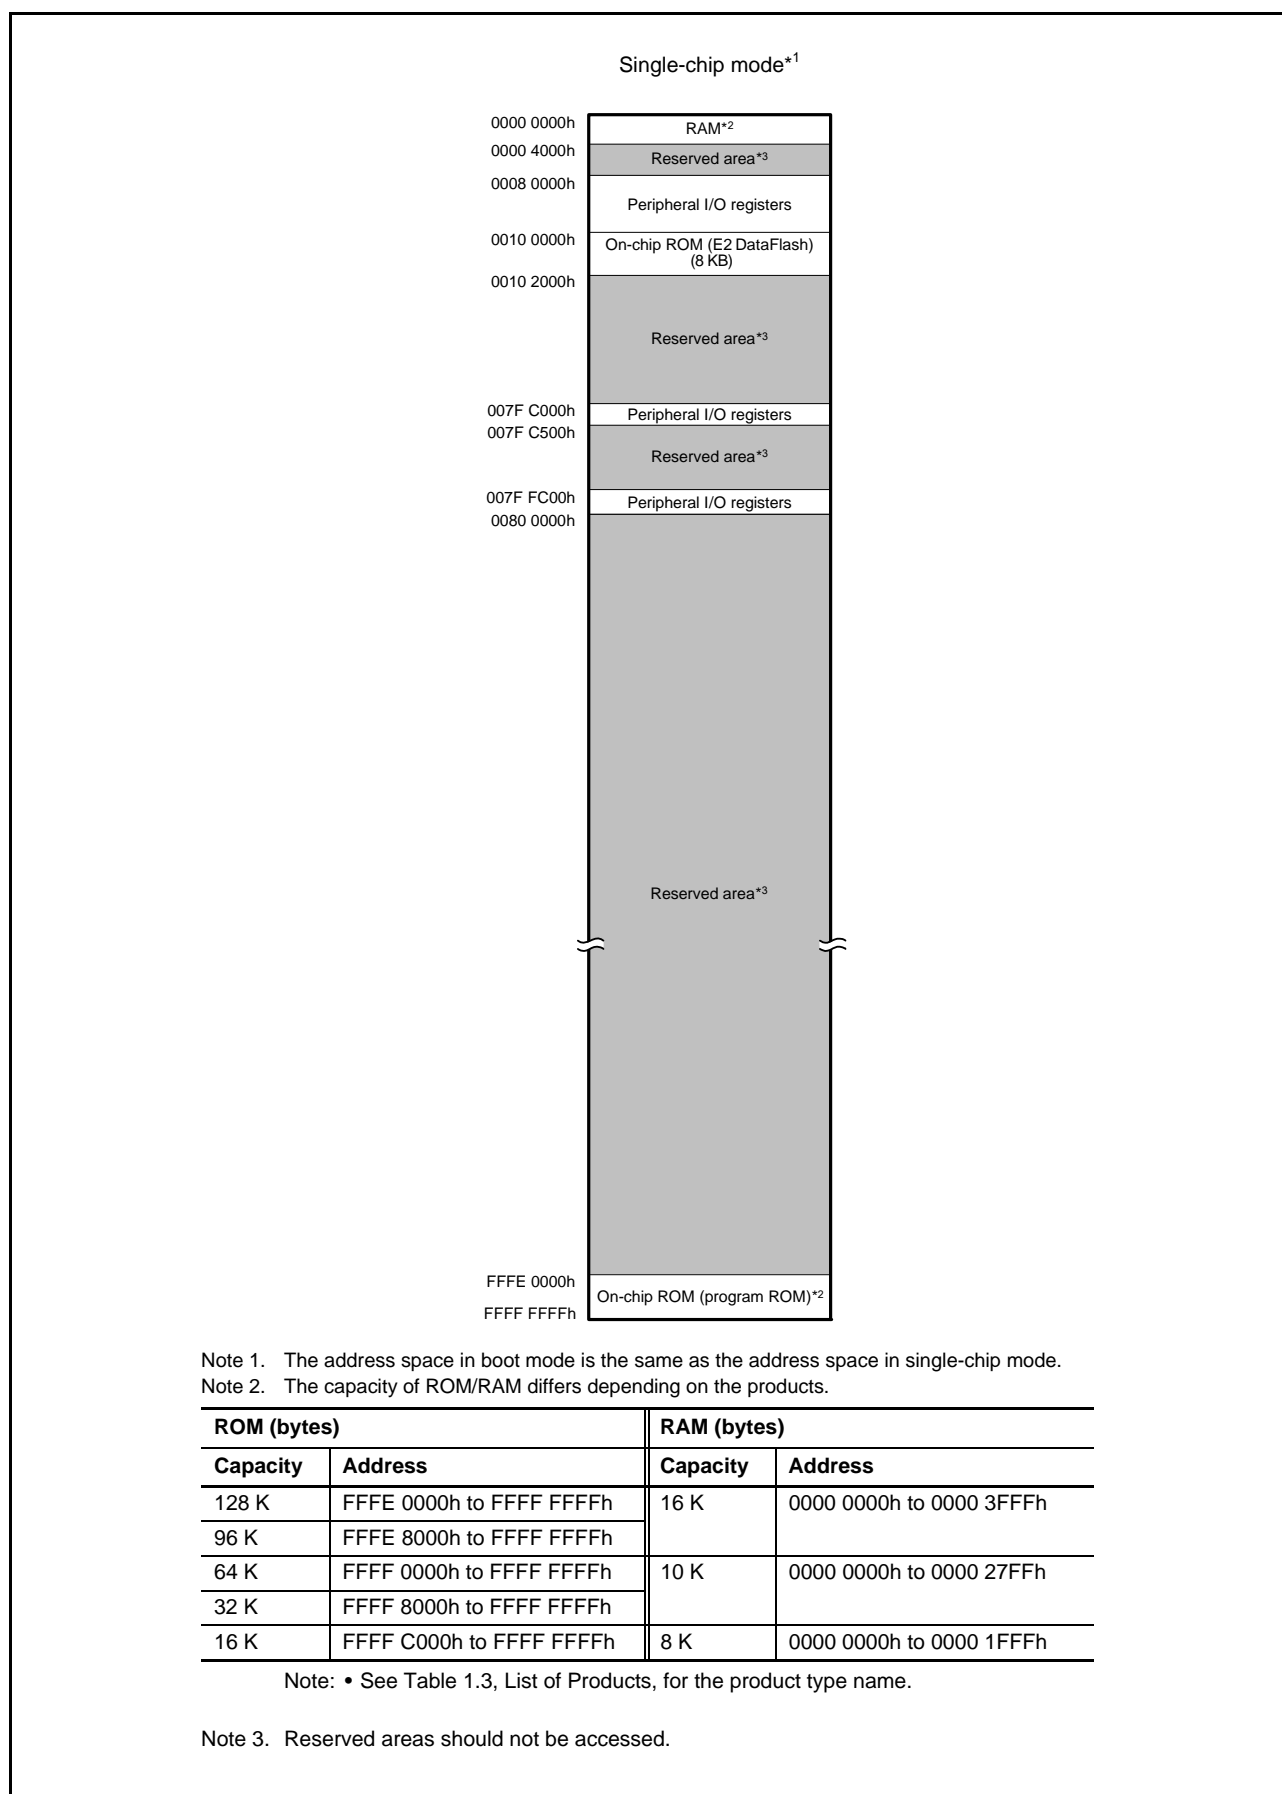 Single-chip mode*1
0000 0000h
RAM*2
0000 4000h
Reserved area*3
0008 0000h
Peripheral I/O registers
0010 0000h
On-chip ROM (E2 DataFlash)
(8 KB)
0010 2000h
Reserved area*3
007F C000h
Peripheral I/O registers
007F C500h
Reserved area*3
007F FC00h
Peripheral I/O registers
0080 0000h
Reserved area*3
FFFE 0000h
On-chip ROM (program ROM)*2
FFFF FFFFh
Note 1. The address space in boot mode is the same as the address space in single-chip mode.
Note 2. The capacity of ROM/RAM differs depending on the products.
ROM (bytes) RAM (bytes)
Capacity Address Capacity Address
128 K FFFE 0000h to FFFF FFFFh 16 K 0000 0000h to 0000 3FFFh
96 K FFFE 8000h to FFFF FFFFh
64 K FFFF 0000h to FFFF FFFFh 10 K 0000 0000h to 0000 27FFh
32 K FFFF 8000h to FFFF FFFFh
16 K FFFF C000h to FFFF FFFFh 8 K 0000 0000h to 0000 1FFFh
Note: • See Table 1.3, List of Products, for the product type name.
Note 3. Reserved areas should not be accessed.